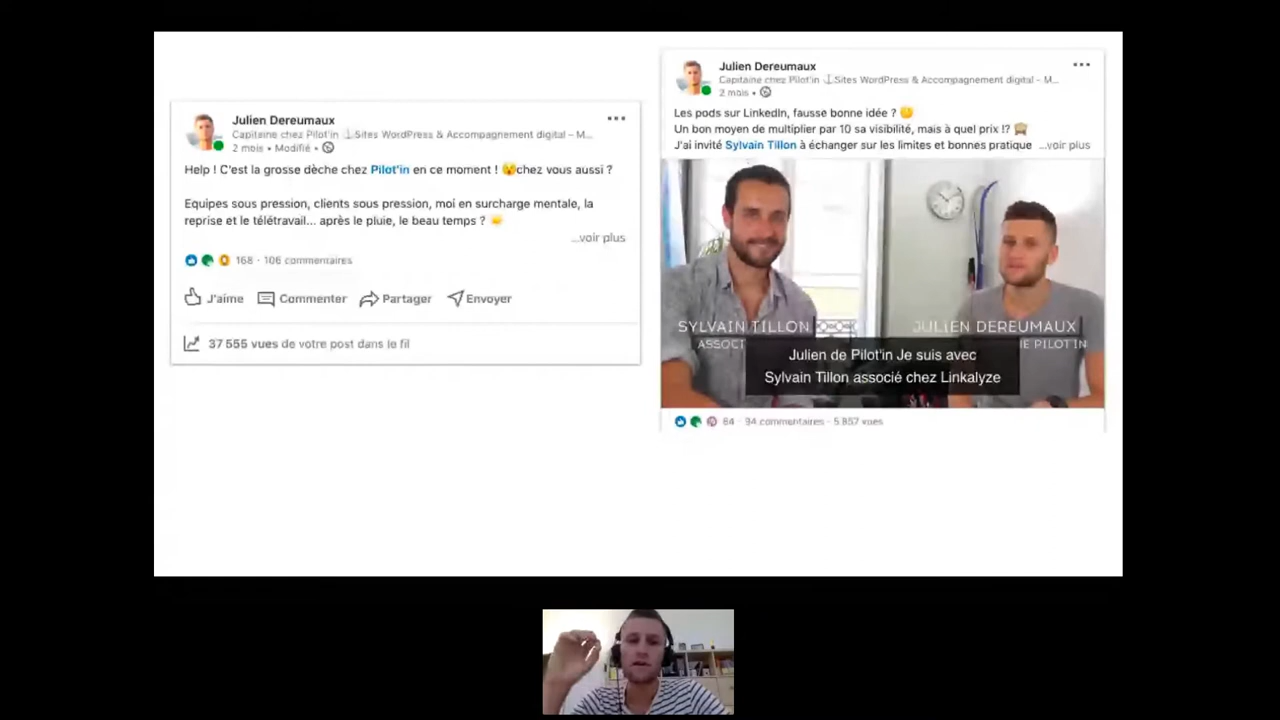 Julien Dereumaux
Capitaine chez Pilot'in ⚓Sites WordPress & Accompagnement digital – M...
2 mois • Modifié •
Help ! C'est la grosse dèche chez Pilot'in en ce moment ! 😵chez vous aussi ?
Equipes sous pression, clients sous pression, moi en surcharge mentale, la
reprise et le télétravail... après le pluie, le beau temps ? ☀️
...voir plus
168 · 106 commentaires
J'aime Commenter Partager Envoyer
37 555 vues de votre post dans le fil
Julien Dereumaux
Capitaine chez Pilot'in ⚓Sites WordPress & Accompagnement digital – M...
2 mois •
Les pods sur LinkedIn, fausse bonne idée ? 😏
Un bon moyen de multiplier par 10 sa visibilité, mais à quel prix !? 🙈
J'ai invité Sylvain Tillon à échanger sur les limites et bonnes pratique ...voir plus
SYLVAIN TILLON
ASSOCI
JULIEN DEREUMAUX
E PILOT'IN
Julien de Pilot'in Je suis avec
Sylvain Tillon associé chez Linkalyze
64 · 94 commentaires · 5 857 vues